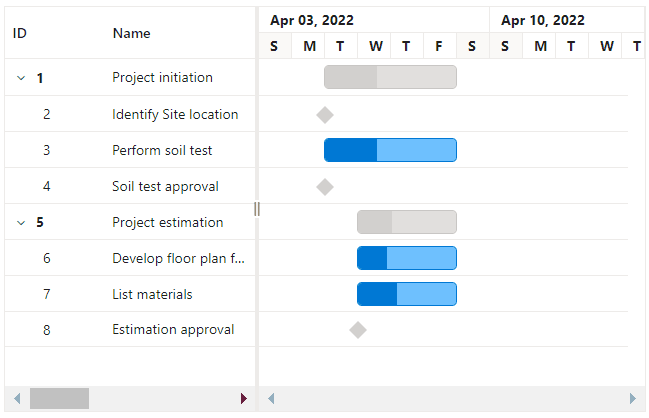 ID Name Apr 03, 2022 Apr 10, 2022
S M T W T F S S M T W T
1 Project initiation
2 Identify Site location
3 Perform soil test
4 Soil test approval
5 Project estimation
6 Develop floor plan f...
7 List materials
8 Estimation approval